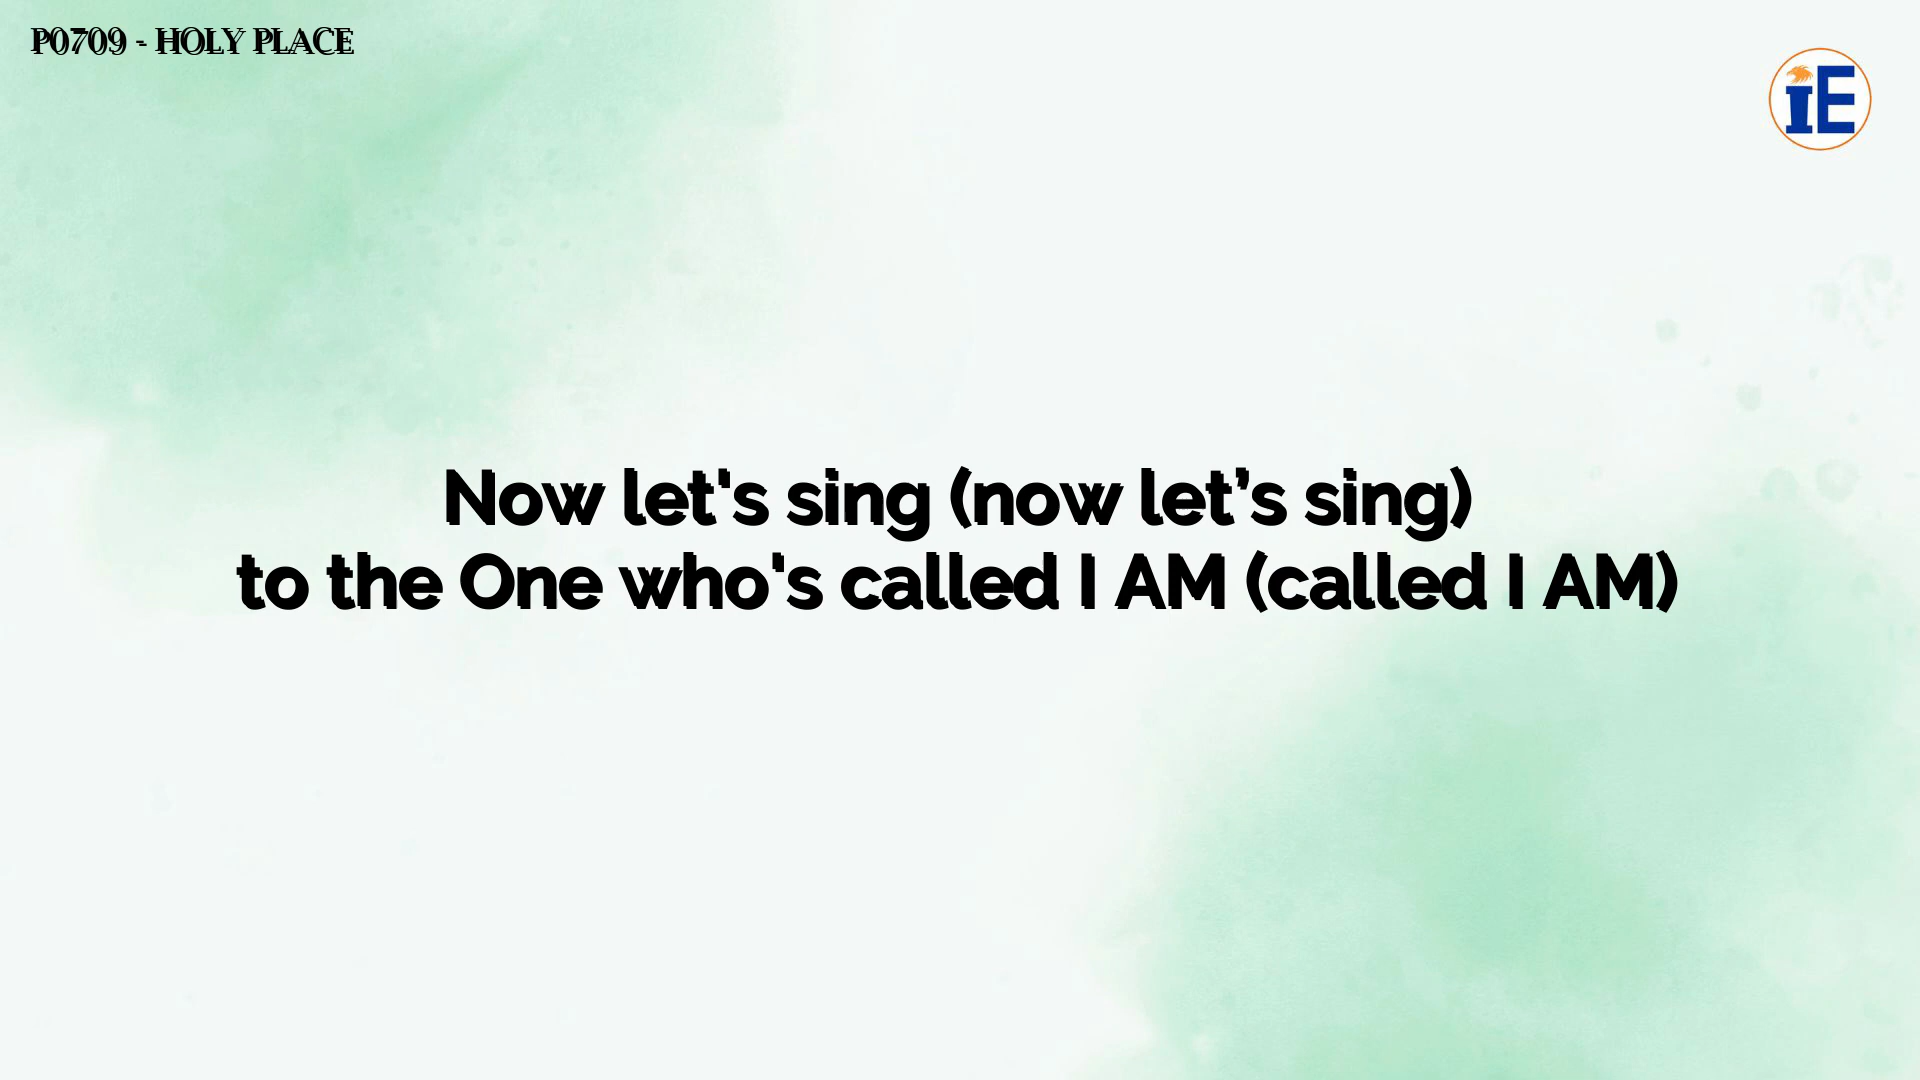 P0709 - HOLY PLACE
iE
Now let's sing (now let’s sing)
to the One who's called I AM (called I AM)